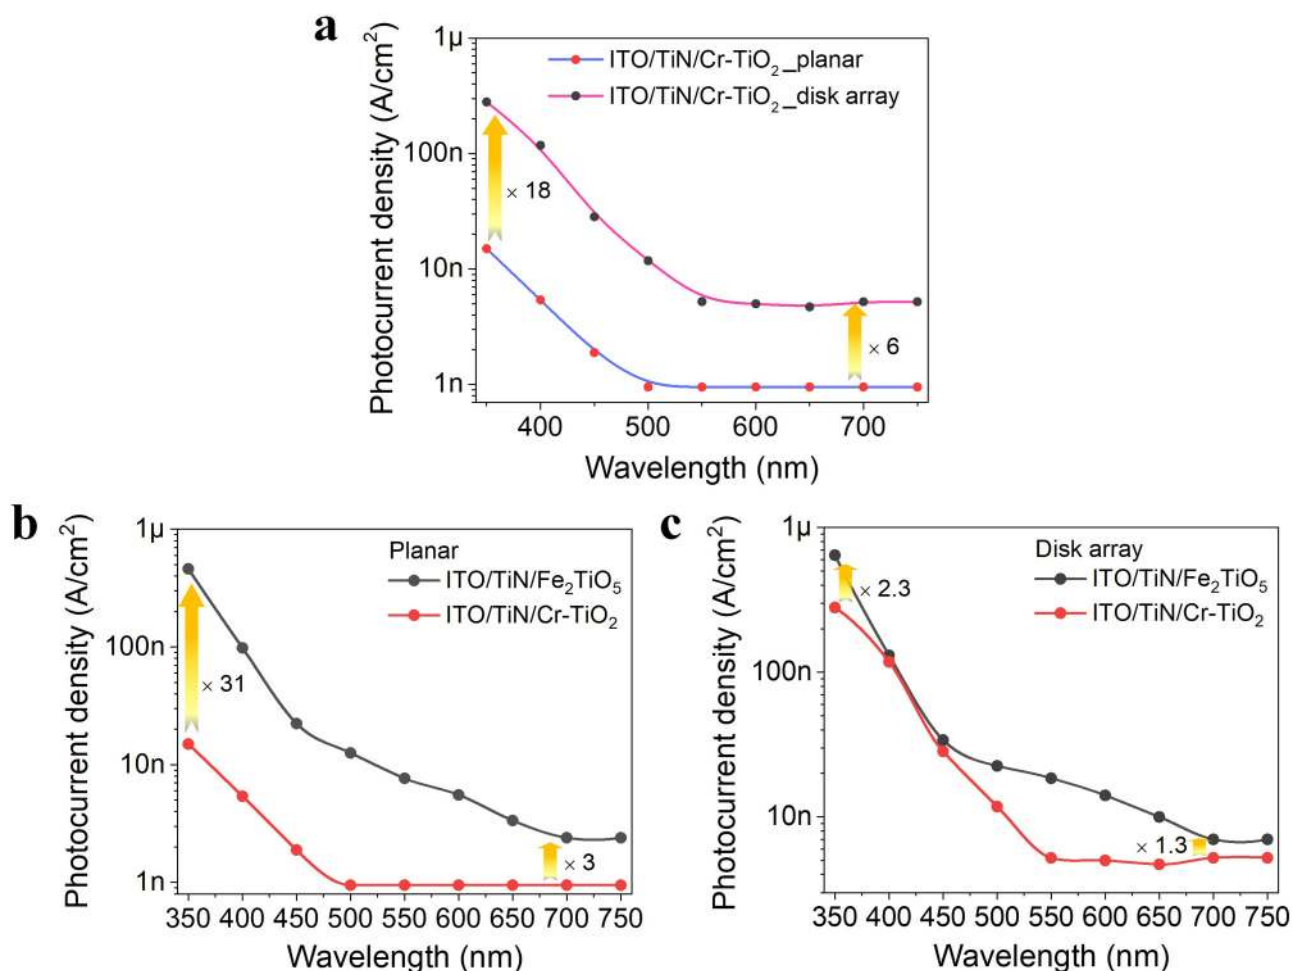 a
Photocurrent density (A/cm²)
1μ
100n
10n
1n
ITO/TiN/Cr-TiO₂_planar
ITO/TiN/Cr-TiO₂_disk array
× 18
× 6
400 500 600 700
Wavelength (nm)
b
Photocurrent density (A/cm²)
1μ
100n
10n
1n
Planar
ITO/TiN/Fe₂TiO₅
ITO/TiN/Cr-TiO₂
× 31
× 3
350 400 450 500 550 600 650 700 750
Wavelength (nm)
c
Photocurrent density (A/cm²)
1μ
100n
10n
Disk array
ITO/TiN/Fe₂TiO₅
ITO/TiN/Cr-TiO₂
× 2.3
× 1.3
350 400 450 500 550 600 650 700 750
Wavelength (nm)